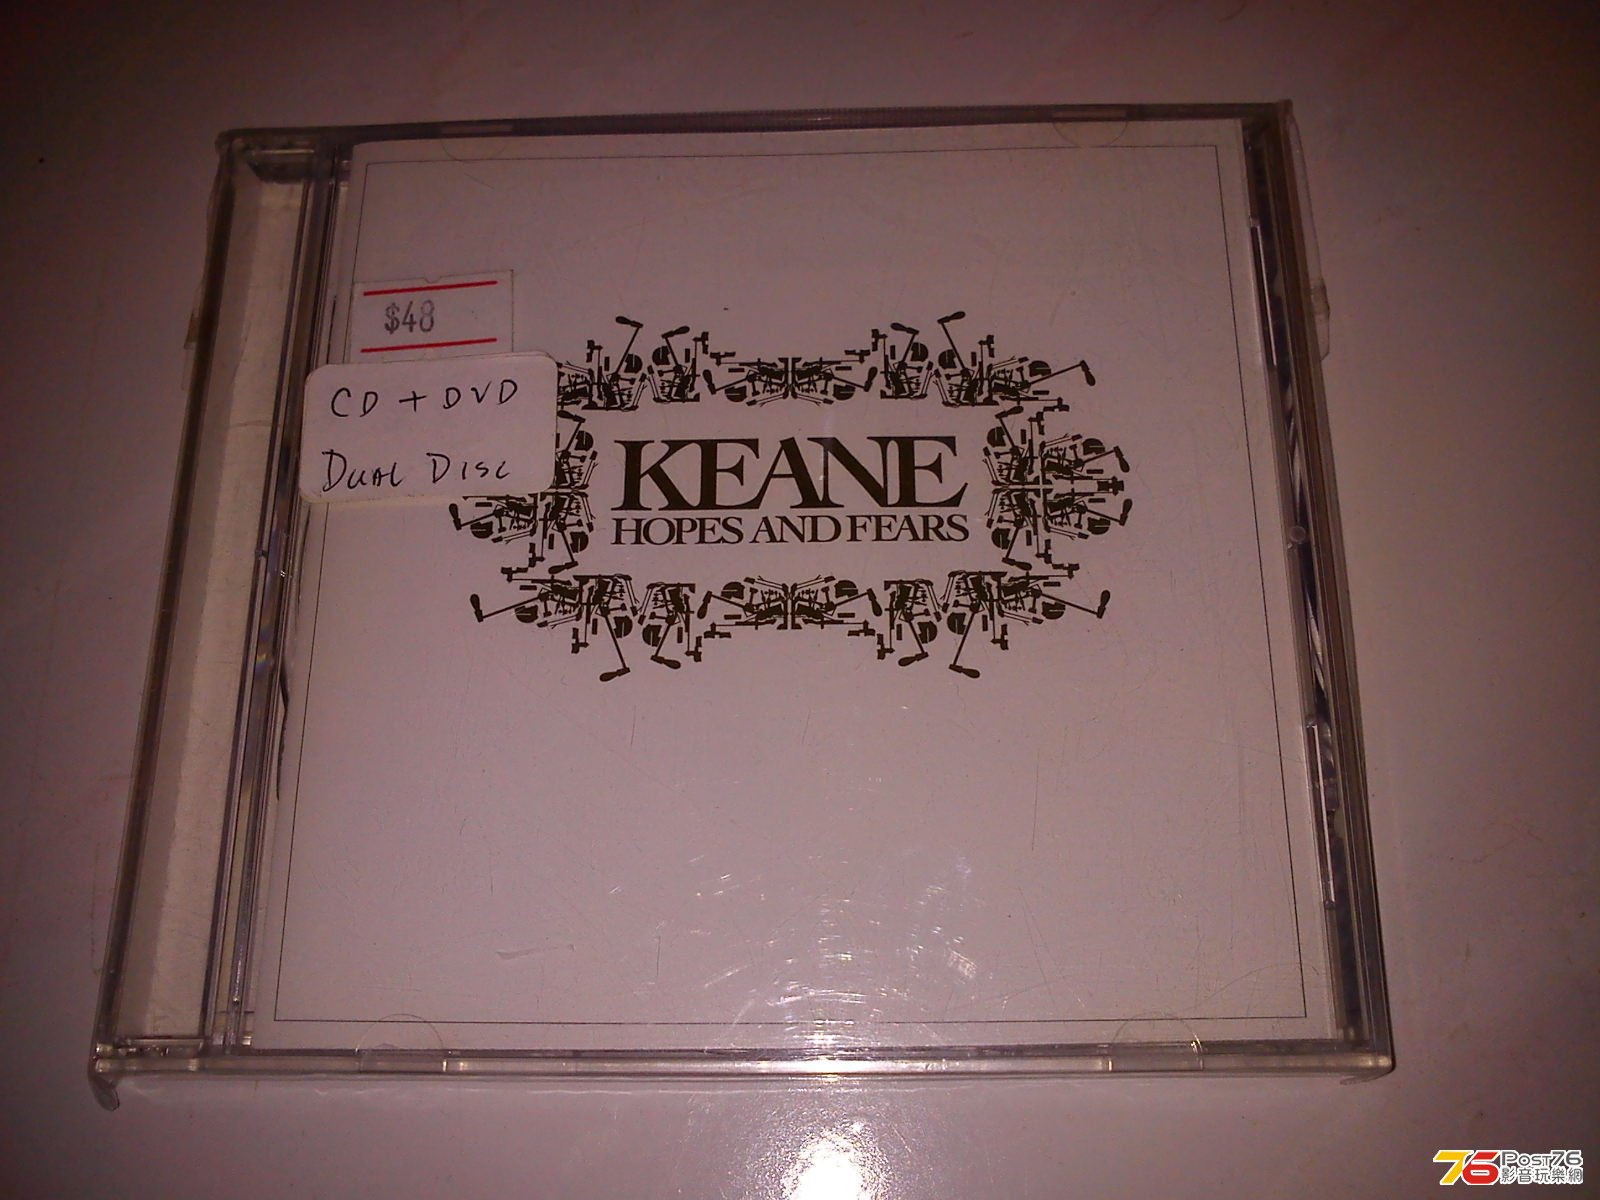 $48
CD + DVD
DUAL DISC
KEANE
HOPES AND FEARS
76 POST76
影音玩樂網